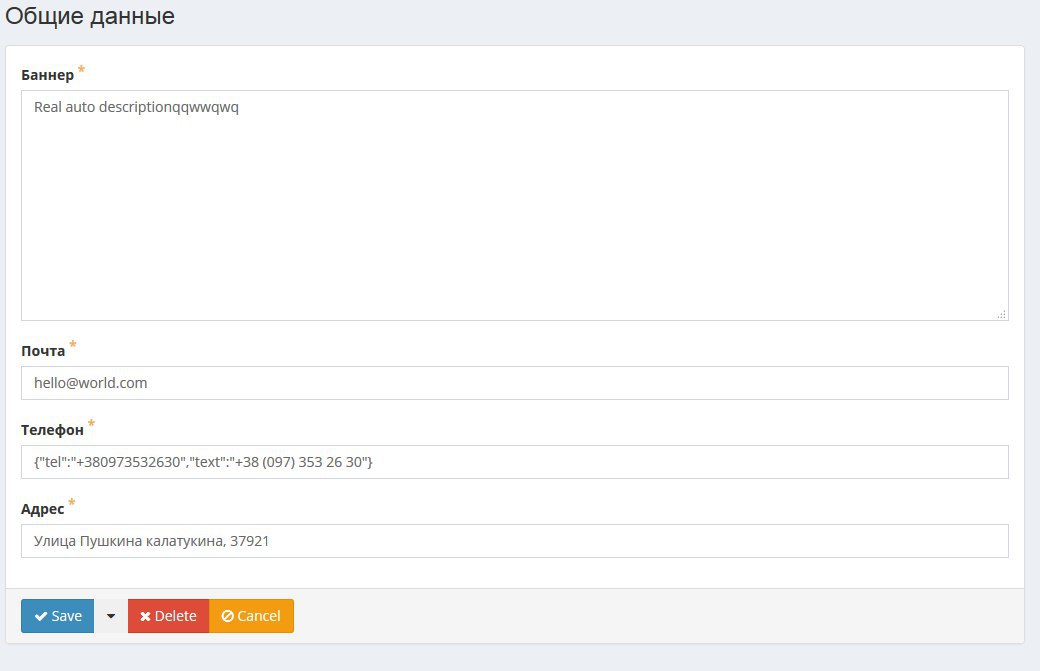 Общие данные
Баннер *
Real auto descriptionqqwwqwq
Почта *
hello@world.com
Телефон *
{"tel":"+380973532630","text":"+38 (097) 353 26 30"}
Адрес *
Улица Пушкина калатукина, 37921
Save Delete Cancel